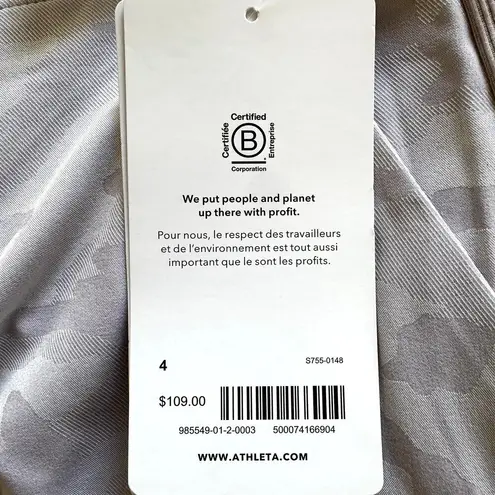 Certified
Certifiée
B
Entreprise
Corporation
We put people and planet
up there with profit.
Pour nous, le respect des travailleurs
et de l'environnement est tout aussi
important que le sont les profits.
4
S755-0148
$109.00
985549-01-2-0003 500074166904
WWW.ATHLETA.COM